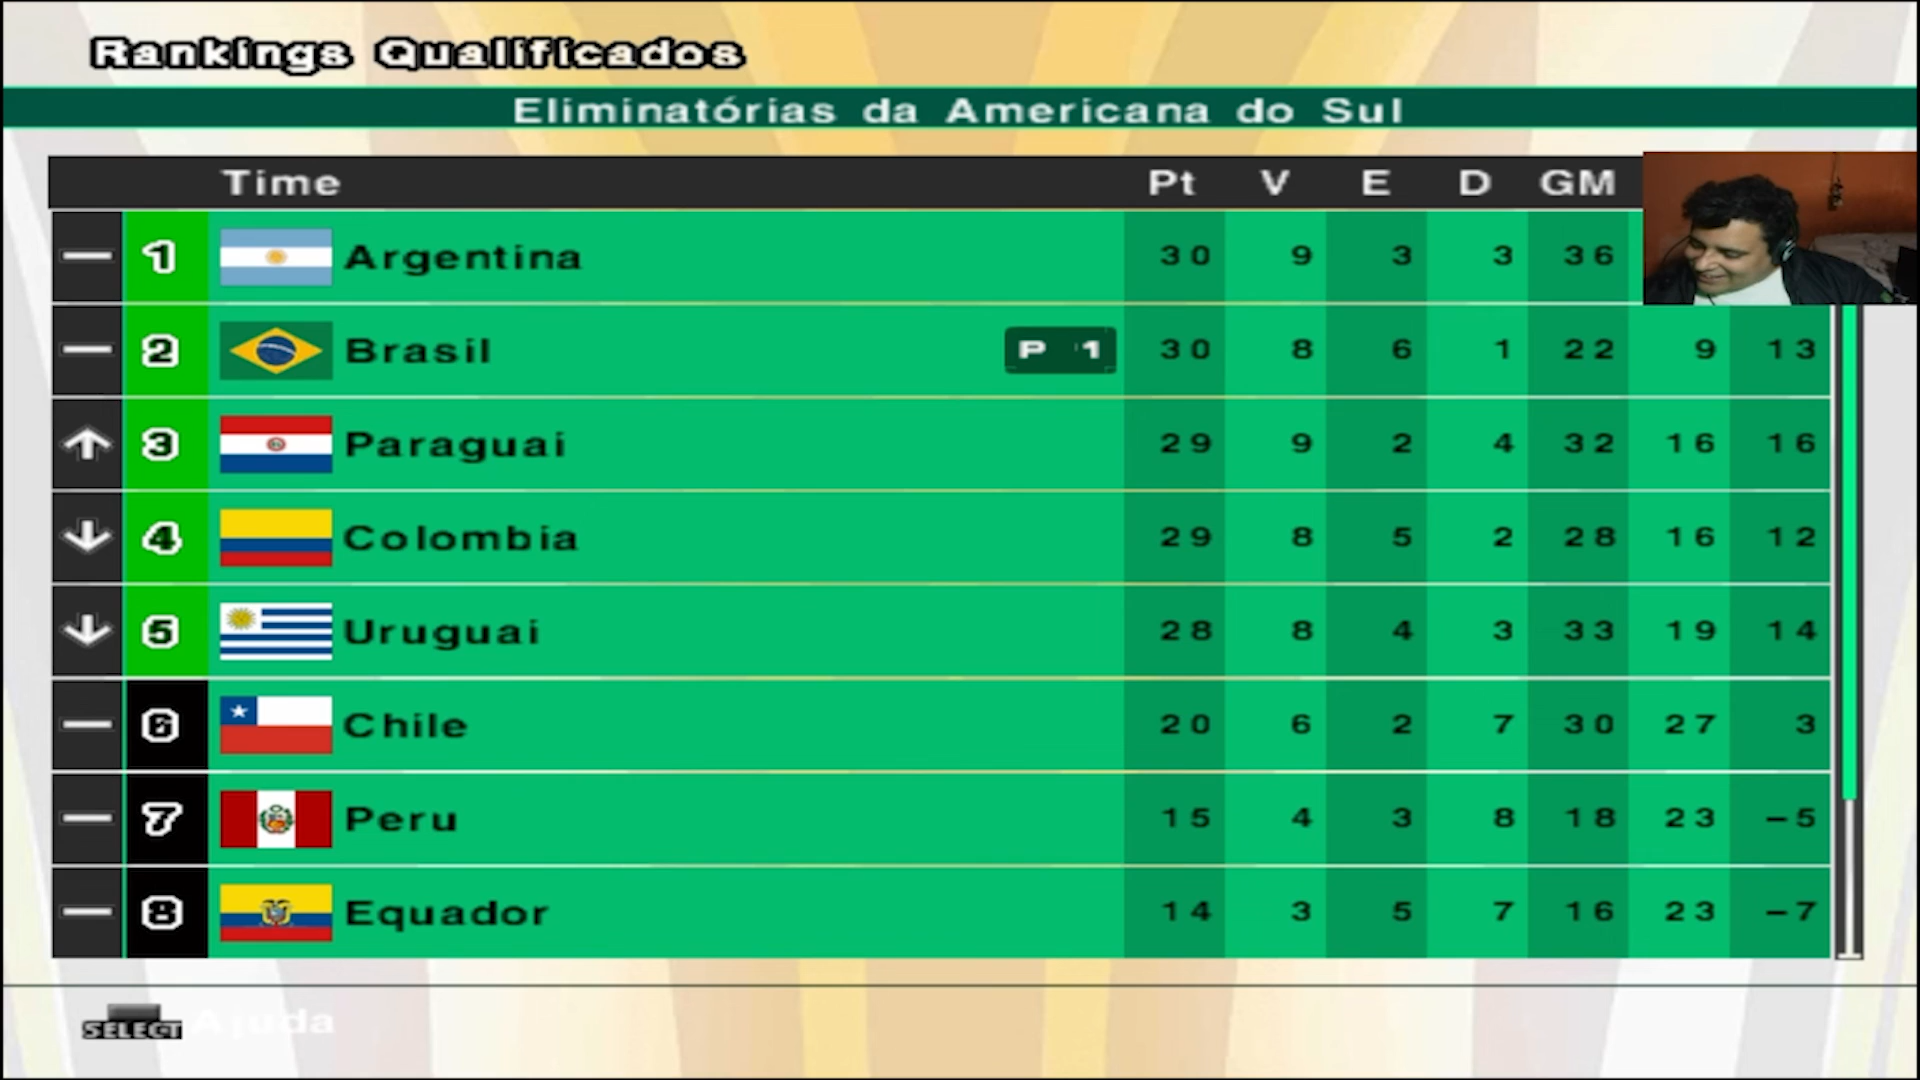 Rankings Qualificados
Eliminatórias da Americana do Sul
Time Pt V E D GM
1 Argentina 30 9 3 3 36
2 Brasil P 1 30 8 6 1 22 9 13
3 Paraguai 29 9 2 4 32 16 16
4 Colombia 29 8 5 2 28 16 12
5 Uruguai 28 8 4 3 33 19 14
6 Chile 20 6 2 7 30 27 3
7 Peru 15 4 3 8 18 23 -5
8 Equador 14 3 5 7 16 23 -7
SELECT Ajuda